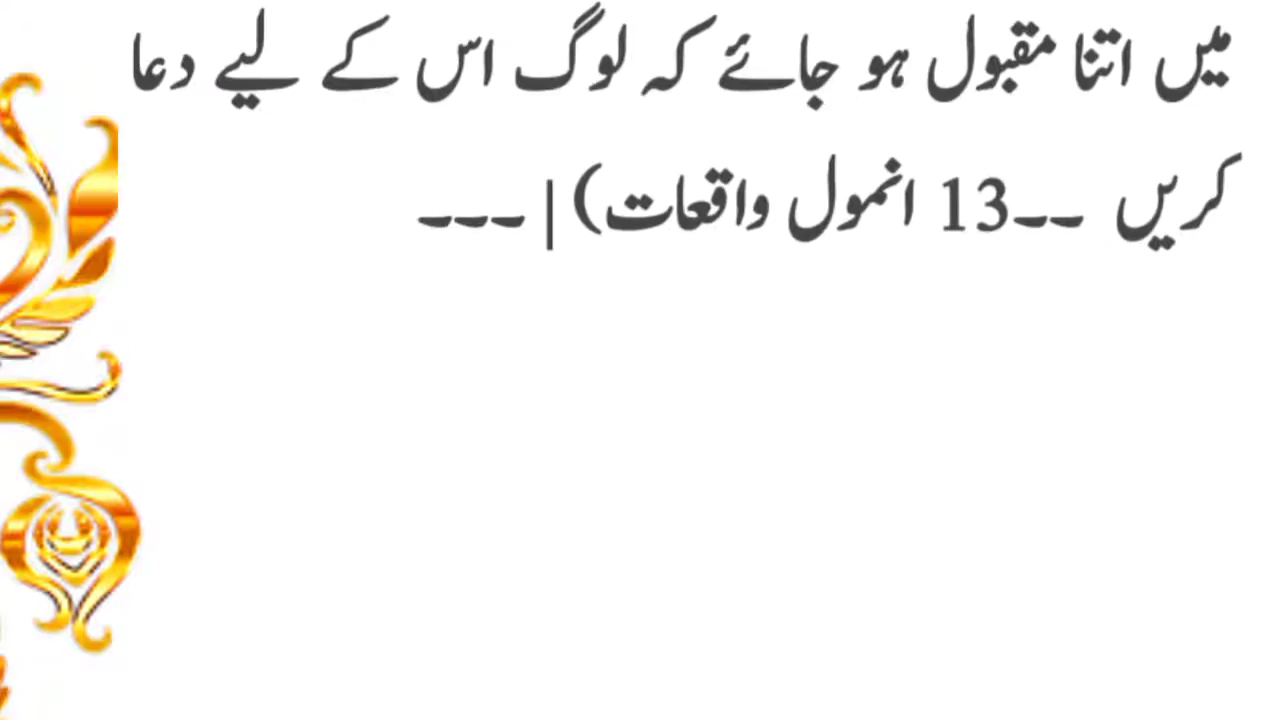 میں اتنا مقبول ہو جائے کہ لوگ اس کے لیے دعا
کریں ۔۔13 انمول واقعات) | ۔۔۔